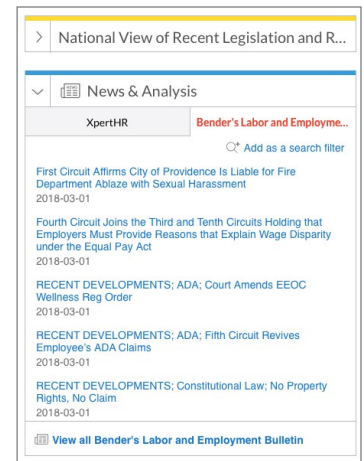 National View of Recent Legislation and R...
News & Analysis
XpertHR
Bender's Labor and Employme...
Add as a search filter
First Circuit Affirms City of Providence Is Liable for Fire
Department Ablaze with Sexual Harassment
2018-03-01
Fourth Circuit Joins the Third and Tenth Circuits Holding that
Employers Must Provide Reasons that Explain Wage Disparity
under the Equal Pay Act
2018-03-01
RECENT DEVELOPMENTS; ADA; Court Amends EEOC
Wellness Reg Order
2018-03-01
RECENT DEVELOPMENTS; ADA; Fifth Circuit Revives
Employee's ADA Claims
2018-03-01
RECENT DEVELOPMENTS; Constitutional Law; No Property
Rights, No Claim
2018-03-01
View all Bender's Labor and Employment Bulletin